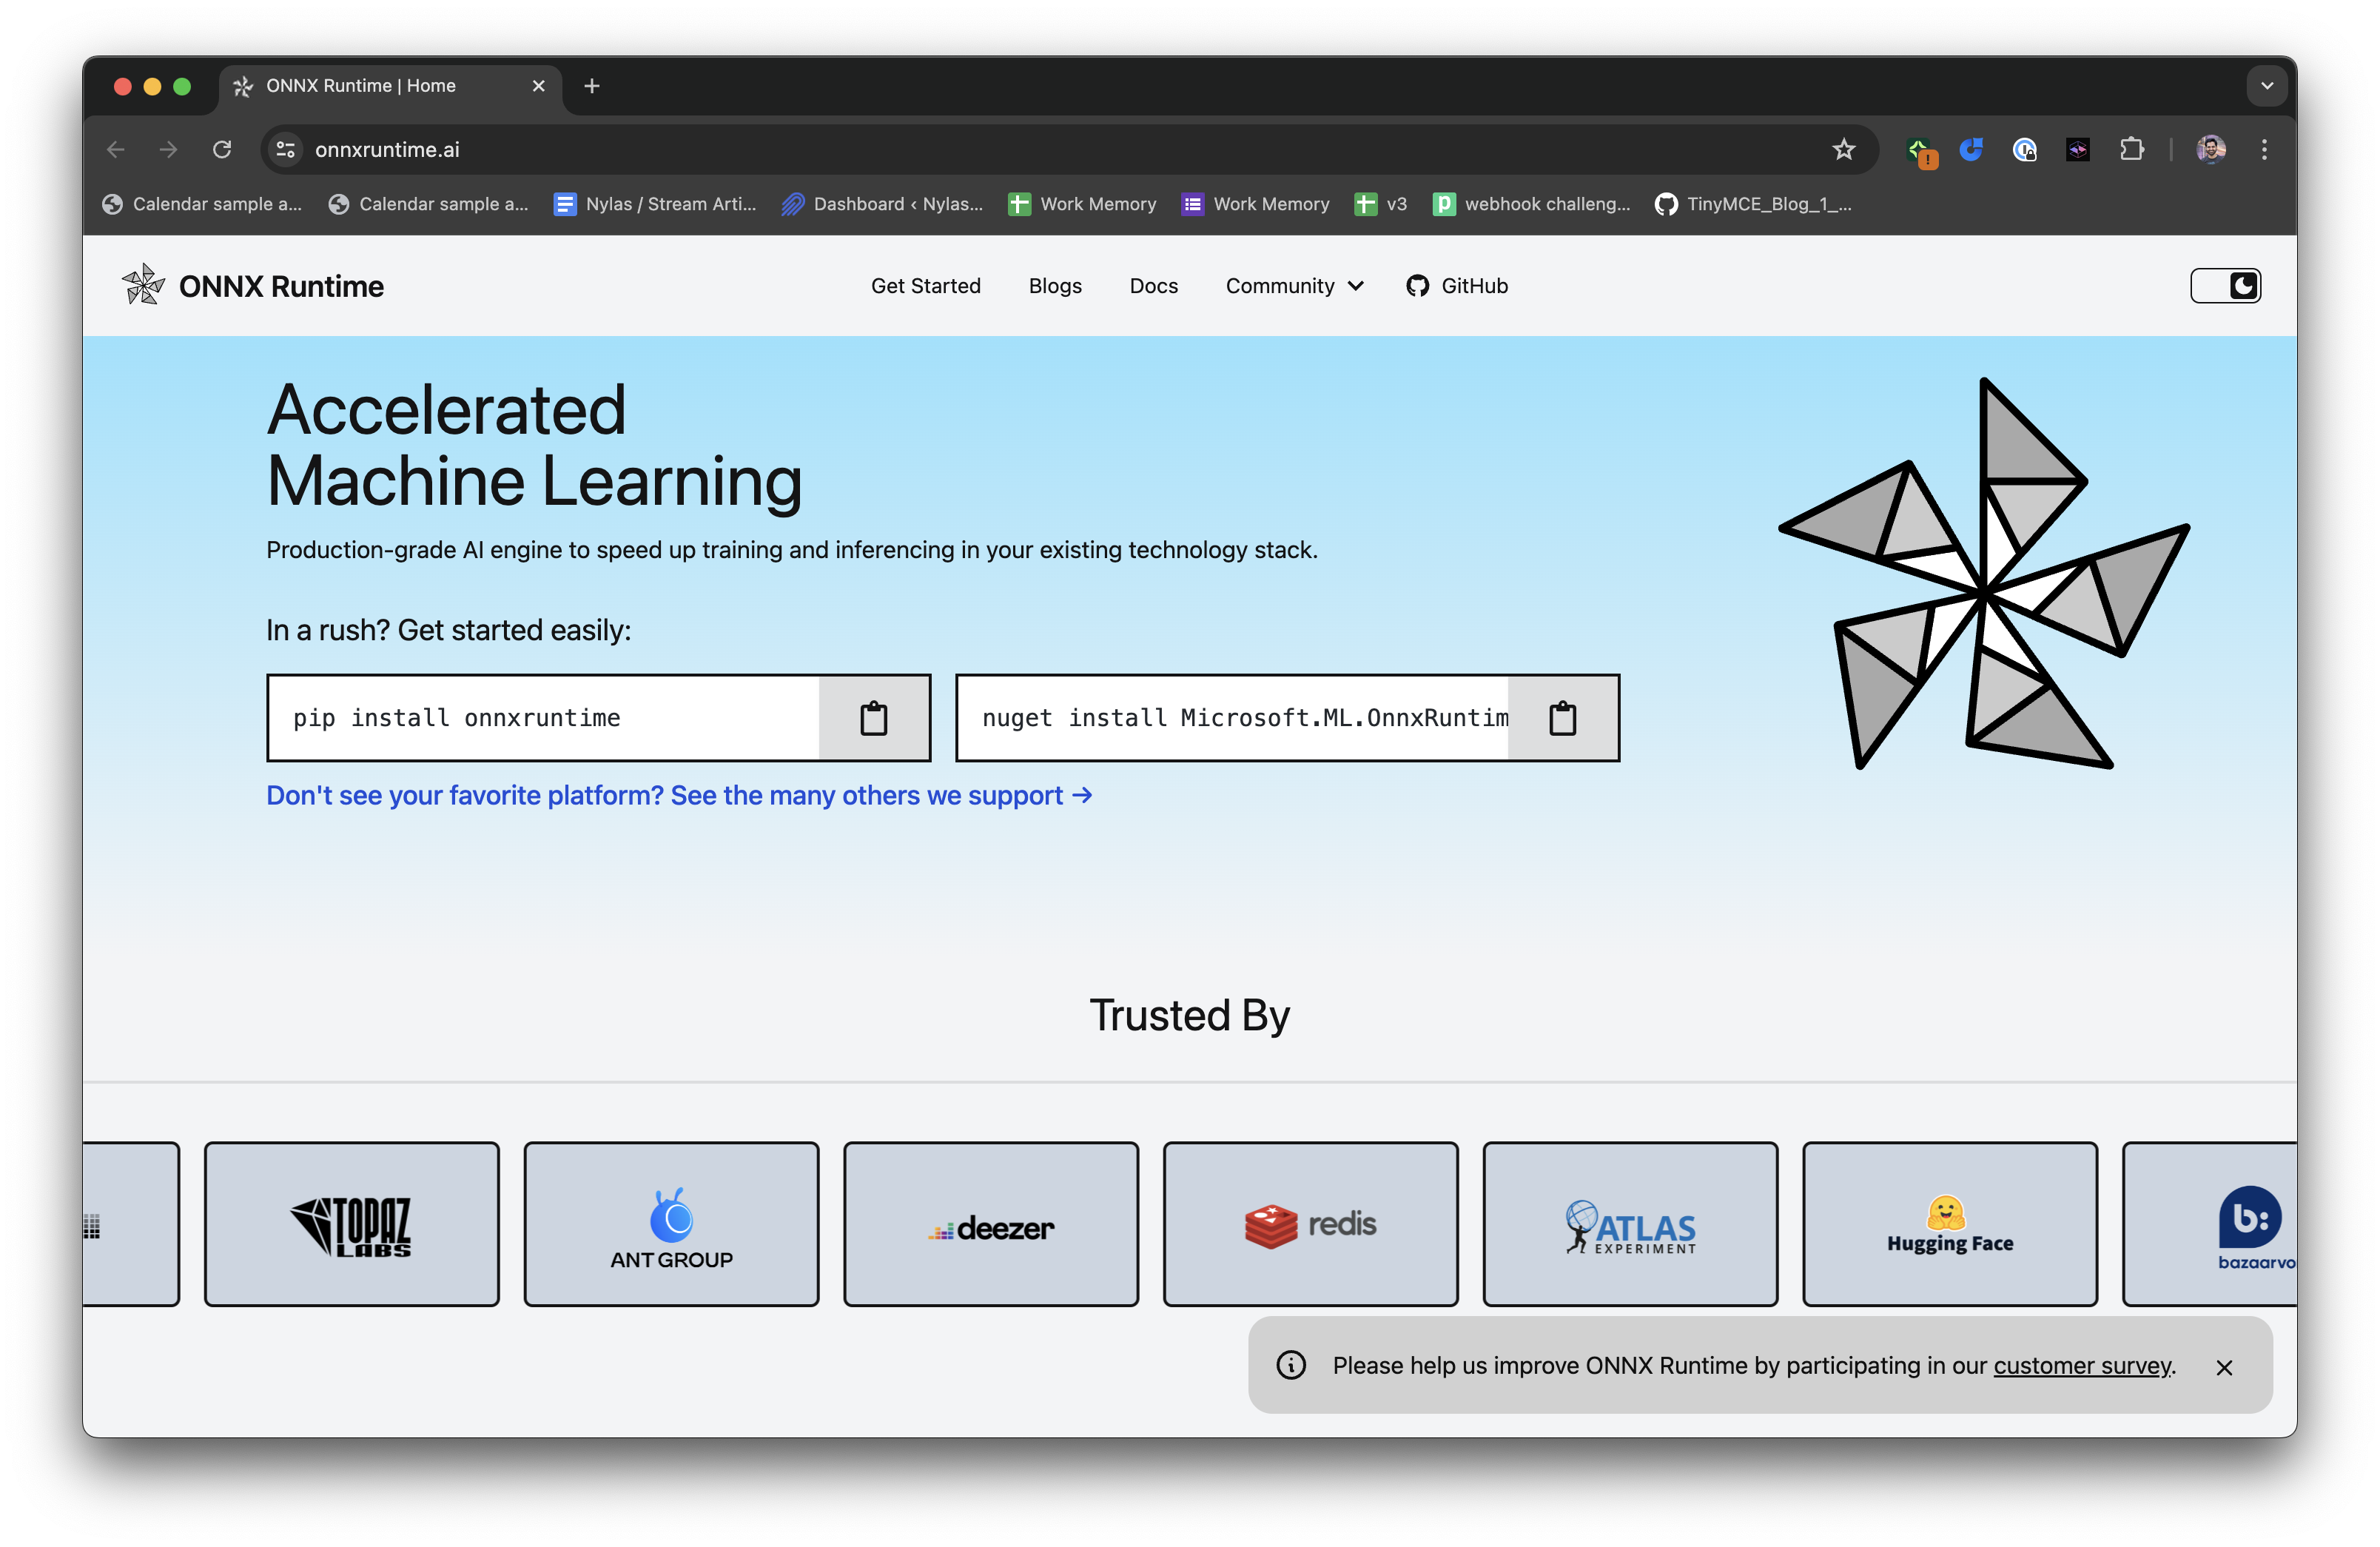 ONNX Runtime | Home
onnxruntime.ai
Calendar sample a... Calendar sample a... Nylas / Stream Arti... Dashboard ‹ Nylas... Work Memory Work Memory v3 webhook challeng... TinyMCE_Blog_1_...
ONNX Runtime Get Started Blogs Docs Community GitHub
Accelerated
Machine Learning
Production-grade AI engine to speed up training and inferencing in your existing technology stack.
In a rush? Get started easily:
pip install onnxruntime nuget install Microsoft.ML.OnnxRuntim
Don't see your favorite platform? See the many others we support →
Trusted By
TOPAZ
LABS
ANT GROUP
deezer
redis
ATLAS
EXPERIMENT
Hugging Face
b:
bazaarvo
Please help us improve ONNX Runtime by participating in our customer survey.